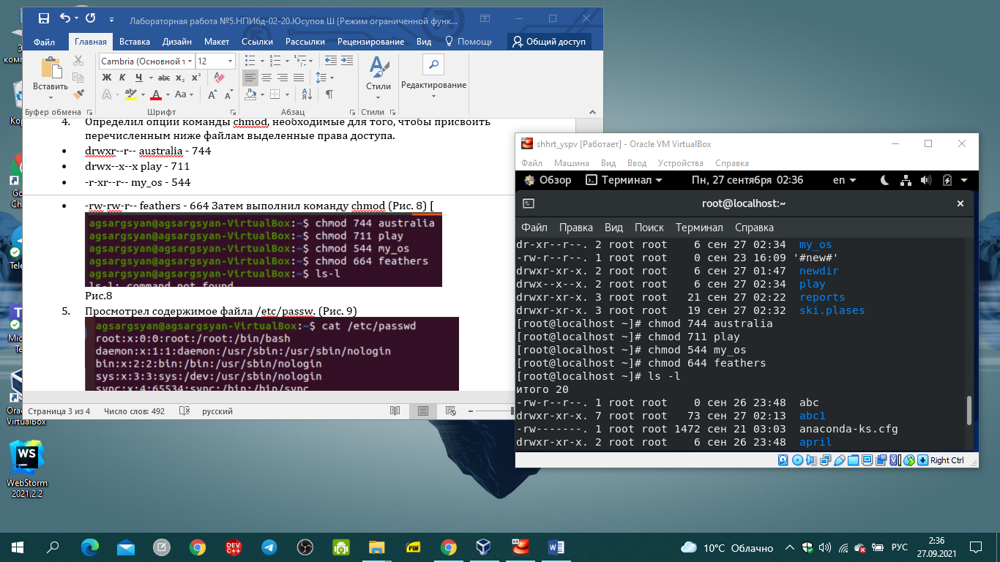 Лабораторная работа №5.НПИбд-02-20.Юсупов Ш [Режим ограниченной функ...
Файл Главная Вставка Дизайн Макет Ссылки Рассылки Рецензирование Вид Помощн Общий доступ
Вставить
Буфер обмена
Cambria (Основной т 12
Ж К Ч abc x₂ x²
А aby А Aa А А
Шрифт
Абзац
Стили
Стили
Редактирование
4. Определил опции команды chmod, необходимые для того, чтобы присвоить
перечисленным ниже файлам выделенные права доступа.
• drwxr--r-- australia - 744
• drwx--x--x play - 711
• -r-xr--r-- my_os - 544
• -rw-rw-r-- feathers - 664 Затем выполнил команду chmod (Рис. 8) [
agsargsyan@agsargsyan-VirtualBox:~$ chmod 744 australia
agsargsyan@agsargsyan-VirtualBox:~$ chmod 711 play
agsargsyan@agsargsyan-VirtualBox:~$ chmod 544 my_os
agsargsyan@agsargsyan-VirtualBox:~$ chmod 664 feathers
agsargsyan@agsargsyan-VirtualBox:~$ ls-l
ls-l: command not found
Рис.8
5. Просмотрел содержимое файла /etc/passw. (Рис. 9)
agsargsyan@agsargsyan-VirtualBox:~$ cat /etc/passwd
root:x:0:0:root:/root:/bin/bash
daemon:x:1:1:daemon:/usr/sbin:/usr/sbin/nologin
bin:x:2:2:bin:/bin:/usr/sbin/nologin
sys:x:3:3:sys:/dev:/usr/sbin/nologin
sync:x:4:65534:sync:/bin:/bin/sync
Страница 3 из 4 Число слов: 492 русский
shhrt_yspv [Работает] - Oracle VM VirtualBox
Файл Машина Вид Ввод Устройства Справка
Обзор Терминал Пн, 27 сентября 02:36 en
root@localhost:~
Файл Правка Вид Поиск Терминал Справка
dr-xr--r--. 2 root root 6 сен 27 02:34 my_os
-rw-r--r--. 1 root root 0 сен 23 16:09 '#new#'
drwxr-xr-x. 2 root root 6 сен 27 01:47 newdir
drwx--x--x. 2 root root 6 сен 27 02:34 play
drwxr-xr-x. 3 root root 21 сен 27 02:22 reports
drwxr-xr-x. 3 root root 19 сен 27 02:32 ski.plases
[root@localhost ~]# chmod 744 australia
[root@localhost ~]# chmod 711 play
[root@localhost ~]# chmod 544 my_os
[root@localhost ~]# chmod 644 feathers
[root@localhost ~]# ls -l
итого 20
-rw-r--r--. 1 root root 0 сен 26 23:48 abc
drwxr-xr-x. 7 root root 73 сен 27 02:13 abc1
-rw-------. 1 root root 1472 сен 21 03:03 anaconda-ks.cfg
drwxr-xr-x. 2 root root 6 сен 26 23:48 april
Right Ctrl
VirtualBox
WS
WebStorm
2021.2.2
DEV
C++
PDF
64
10°C Облачно
РУС
2:36
27.09.2021